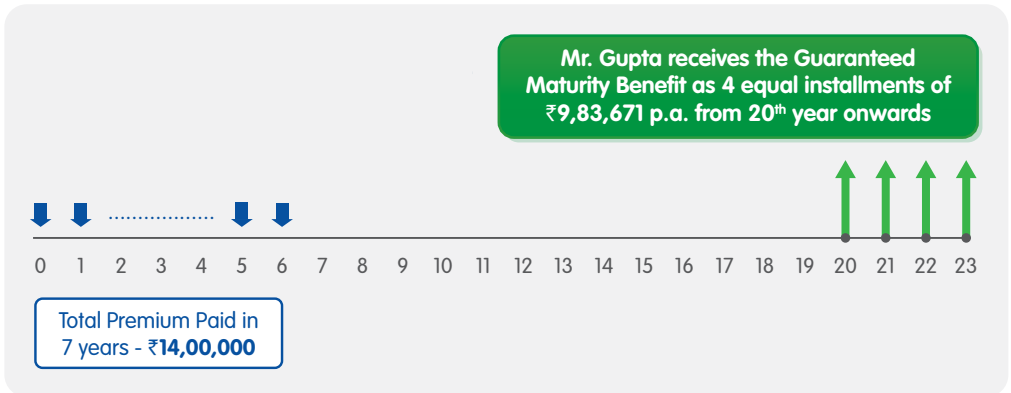 Mr. Gupta receives the Guaranteed
Maturity Benefit as 4 equal installments of
₹9,83,671 p.a. from 20th year onwards
0 1 2 3 4 5 6 7 8 9 10 11 12 13 14 15 16 17 18 19 20 21 22 23
Total Premium Paid in
7 years - ₹14,00,000